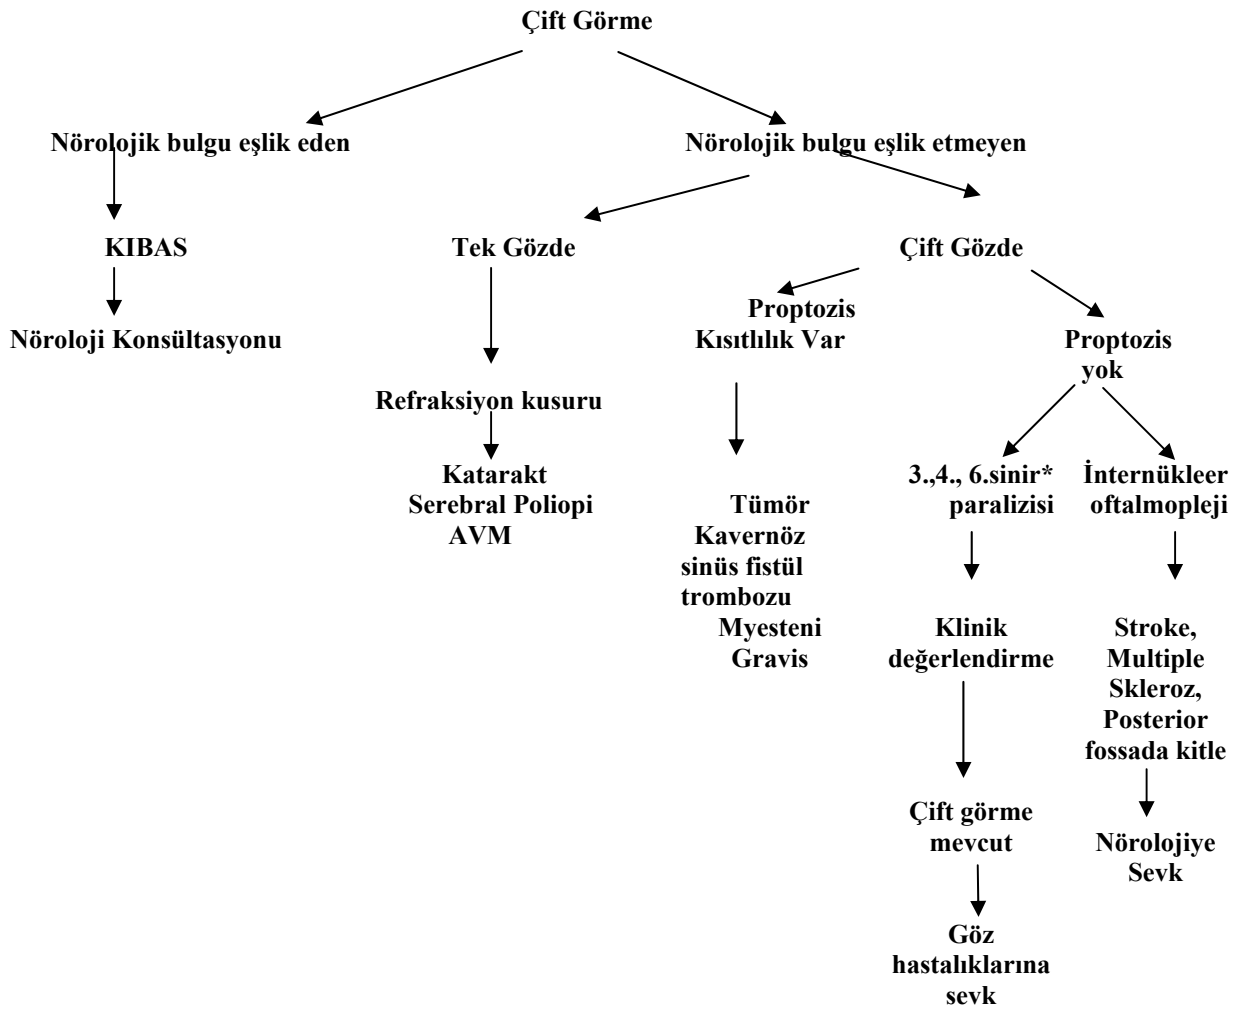 Çift Görme
Nörolojik bulgu eşlik eden
Nörolojik bulgu eşlik etmeyen
KIBAS
Tek Gözde
Çift Gözde
Nöroloji Konsültasyonu
Proptozis
Kısıtlılık Var
Proptozis
yok
Refraksiyon kusuru
Katarakt
Serebral Poliopi
AVM
Tümör
Kavernöz
sinüs fistül
trombozu
Myesteni
Gravis
3.,4., 6.sinir*
paralizisi
İnternükleer
oftalmopleji
Klinik
değerlendirme
Stroke,
Multiple
Skleroz,
Posterior
fossada kitle
Çift görme
mevcut
Nörolojiye
Sevk
Göz
hastalıklarına
sevk